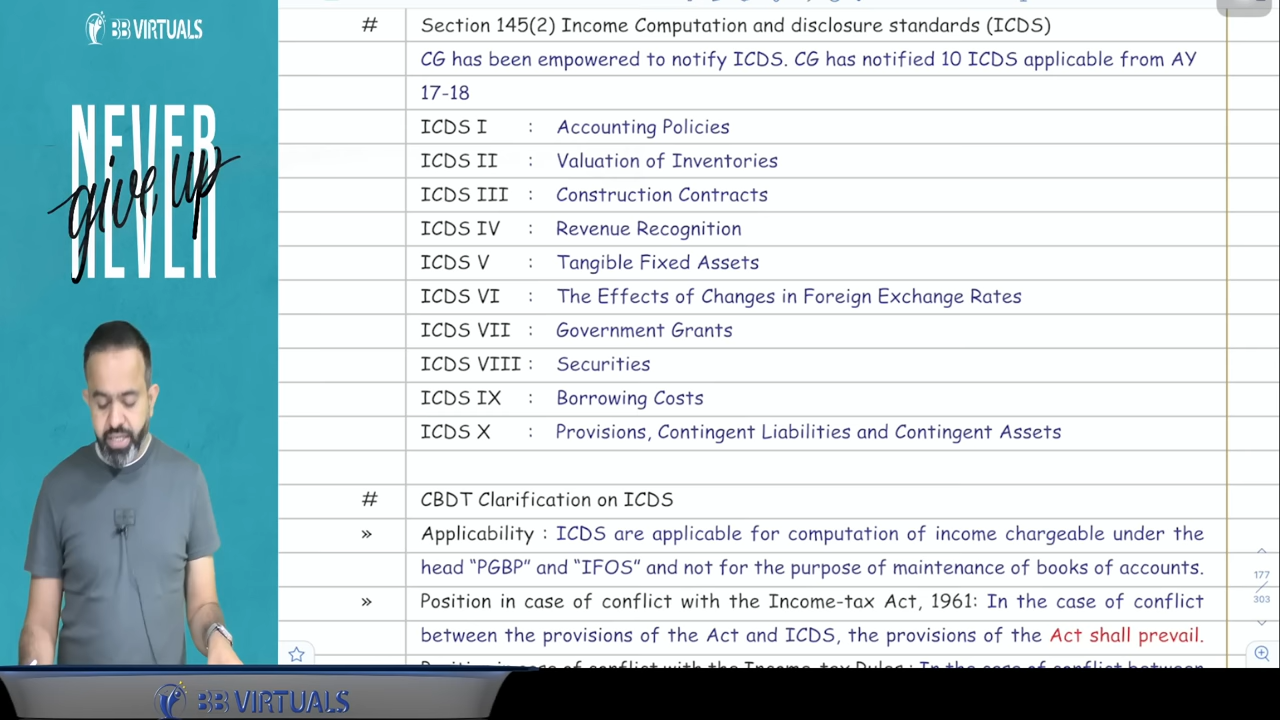 BB VIRTUALS
NEVER
give up
NEVER
# Section 145(2) Income Computation and disclosure standards (ICDS)
CG has been empowered to notify ICDS. CG has notified 10 ICDS applicable from AY
17-18
ICDS I : Accounting Policies
ICDS II : Valuation of Inventories
ICDS III : Construction Contracts
ICDS IV : Revenue Recognition
ICDS V : Tangible Fixed Assets
ICDS VI : The Effects of Changes in Foreign Exchange Rates
ICDS VII : Government Grants
ICDS VIII : Securities
ICDS IX : Borrowing Costs
ICDS X : Provisions, Contingent Liabilities and Contingent Assets
# CBDT Clarification on ICDS
» Applicability : ICDS are applicable for computation of income chargeable under the
head “PGBP” and “IFOS” and not for the purpose of maintenance of books of accounts.
» Position in case of conflict with the Income-tax Act, 1961: In the case of conflict
between the provisions of the Act and ICDS, the provisions of the Act shall prevail.
177
303
BB VIRTUALS